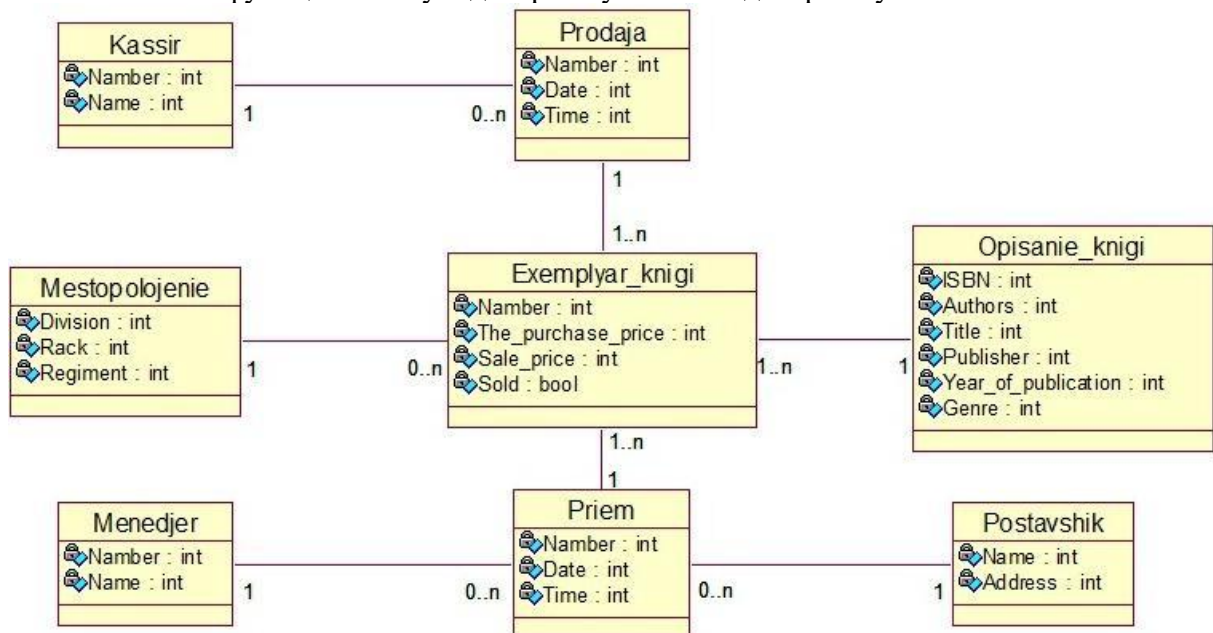 Kassir
Namber : int
Name : int
1
0..n
Prodaja
Namber : int
Date : int
Time : int
1
1..n
Mestopolojenie
Division : int
Rack : int
Regiment : int
1
0..n
Exemplyar_knigi
Namber : int
The_purchase_price : int
Sale_price : int
Sold : bool
1..n
1
Opisanie_knigi
ISBN : int
Authors : int
Title : int
Publisher : int
Year_of_publication : int
Genre : int
1..n
1
Menedjer
Namber : int
Name : int
1
0..n
Priem
Namber : int
Date : int
Time : int
0..n
1
Postavshik
Name : int
Address : int